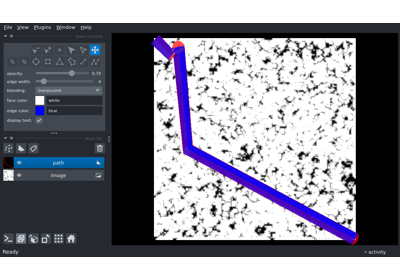 File View Plugins Window Help
opacity: 0.70
edge width: 4
blending: translucent
face color: white
edge color: blue
display text:
path
Image
Ready
activity